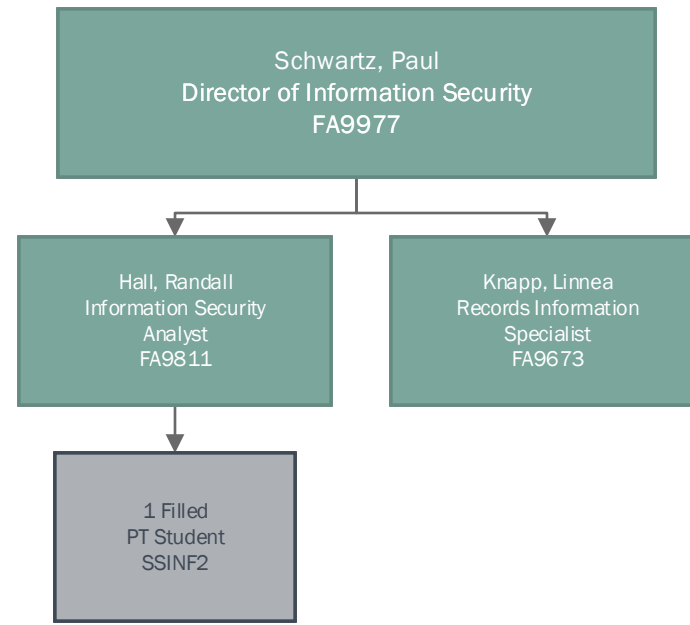 Schwartz, Paul
Director of Information Security
FA9977
Hall, Randall
Information Security
Analyst
FA9811
Knapp, Linnea
Records Information
Specialist
FA9673
1 Filled
PT Student
SSINF2